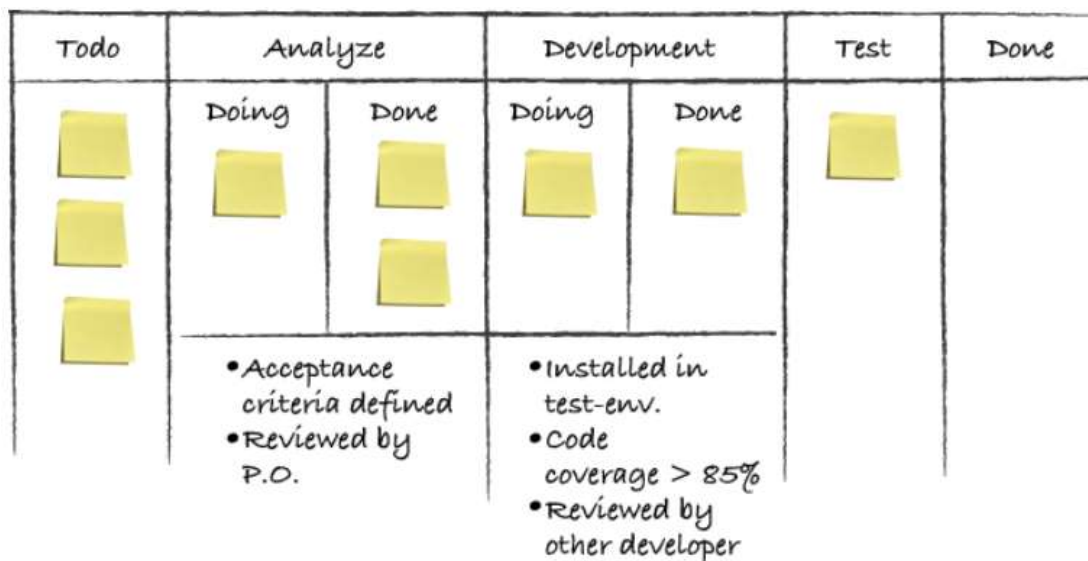 Todo
Analyze
Development
Test
Done
Doing
Done
Doing
Done
•Acceptance
criteria defined
•Reviewed by
P.O.
•Installed in
test-env.
•Code
coverage > 85%
•Reviewed by
other developer